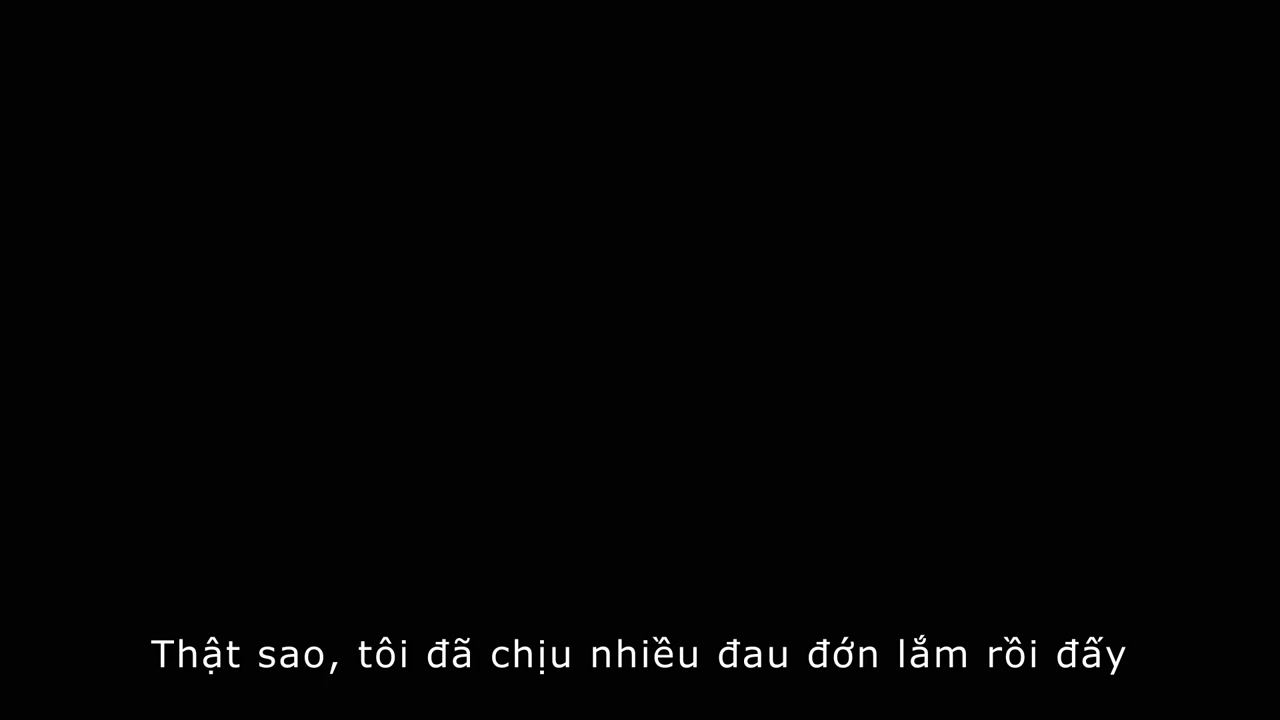 Thật sao, tôi đã chịu nhiều đau đớn lắm rồi đấy